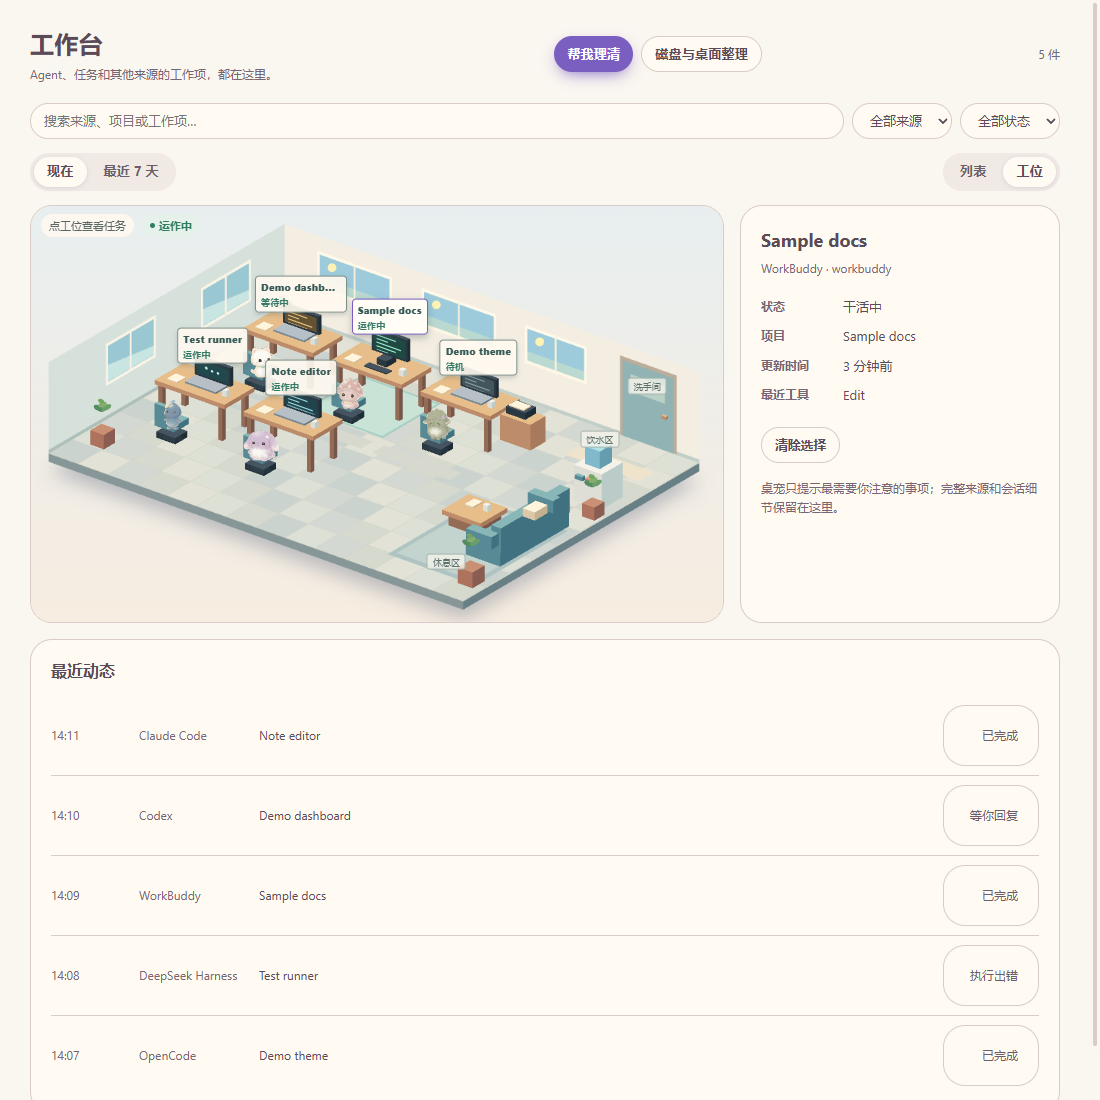 工作台
Agent、任务和其他来源的工作项，都在这里。
帮我理清
磁盘与桌面整理
5 件
搜索来源、项目或工作项...
全部来源
全部状态
现在
最近 7 天
列表
工位
点工位查看任务
运作中
Demo dashb...
等待中
Sample docs
运作中
Test runner
运作中
Demo theme
待机
Note editor
运作中
洗手间
饮水区
休息区
Sample docs
WorkBuddy · workbuddy
状态 干活中
项目 Sample docs
更新时间 3 分钟前
最近工具 Edit
清除选择
桌宠只提示最需要你注意的事项；完整来源和会话细
节保留在这里。
最近动态
14:11 Claude Code Note editor 已完成
14:10 Codex Demo dashboard 等你回复
14:09 WorkBuddy Sample docs 已完成
14:08 DeepSeek Harness Test runner 执行出错
14:07 OpenCode Demo theme 已完成